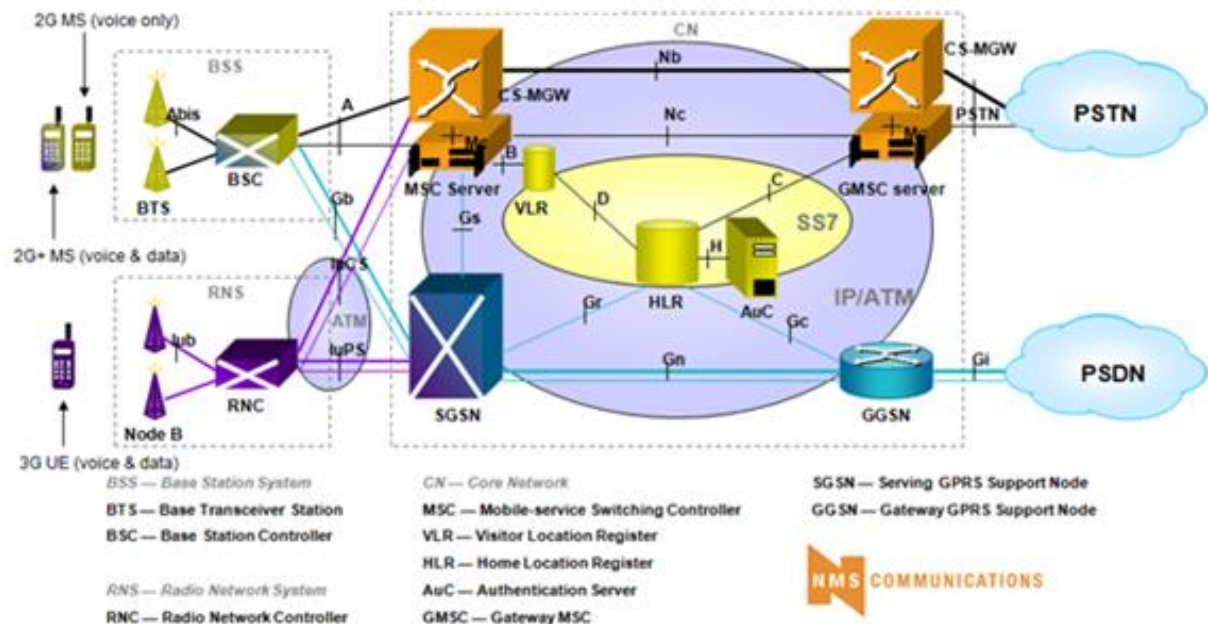 2G MS (voice only)
CN
BSS
Abis
BTS
BSC
A
Gb
2G+ MS (voice & data)
CS-MGW
Nb
CS-MGW
Nc
MSC Server
B
VLR
D
C
GMSC server
PSTN
PSTN
Gs
SS7
H
HLR
AuC
IP/ATM
RNS
IuCS
ATM
Iub
IuPS
RNC
Node B
3G UE (voice & data)
SGSN
Gr
Gc
Gn
GGSN
Gi
PSDN
BSS — Base Station System
BTS — Base Transceiver Station
BSC — Base Station Controller
RNS — Radio Network System
RNC — Radio Network Controller
CN — Core Network
MSC — Mobile-service Switching Controller
VLR — Visitor Location Register
HLR — Home Location Register
AuC — Authentication Server
GMSC — Gateway MSC
SGSN — Serving GPRS Support Node
GGSN — Gateway GPRS Support Node
NMS COMMUNICATIONS